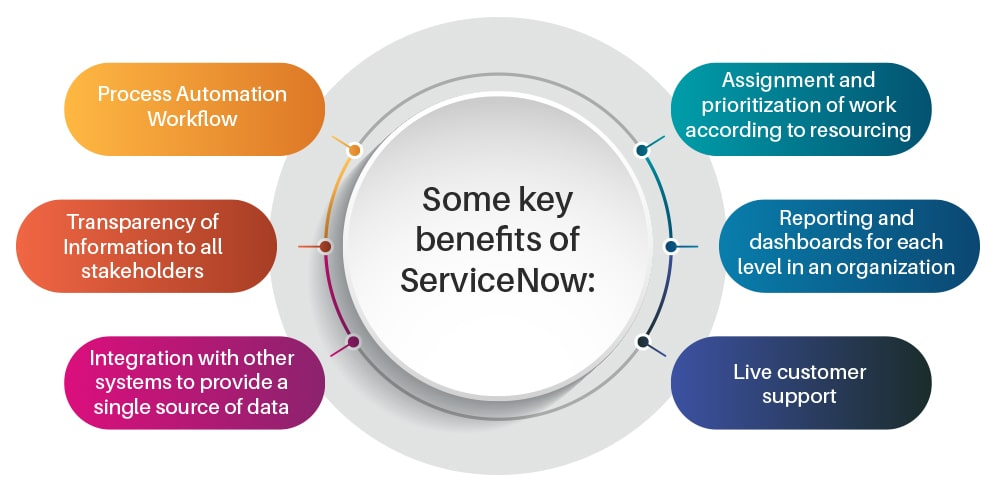 Some key
benefits of
ServiceNow:
Process Automation
Workflow
Transparency of
Information to all
stakeholders
Integration with other
systems to provide a
single source of data
Assignment and
prioritization of work
according to resourcing
Reporting and
dashboards for each
level in an organization
Live customer
support